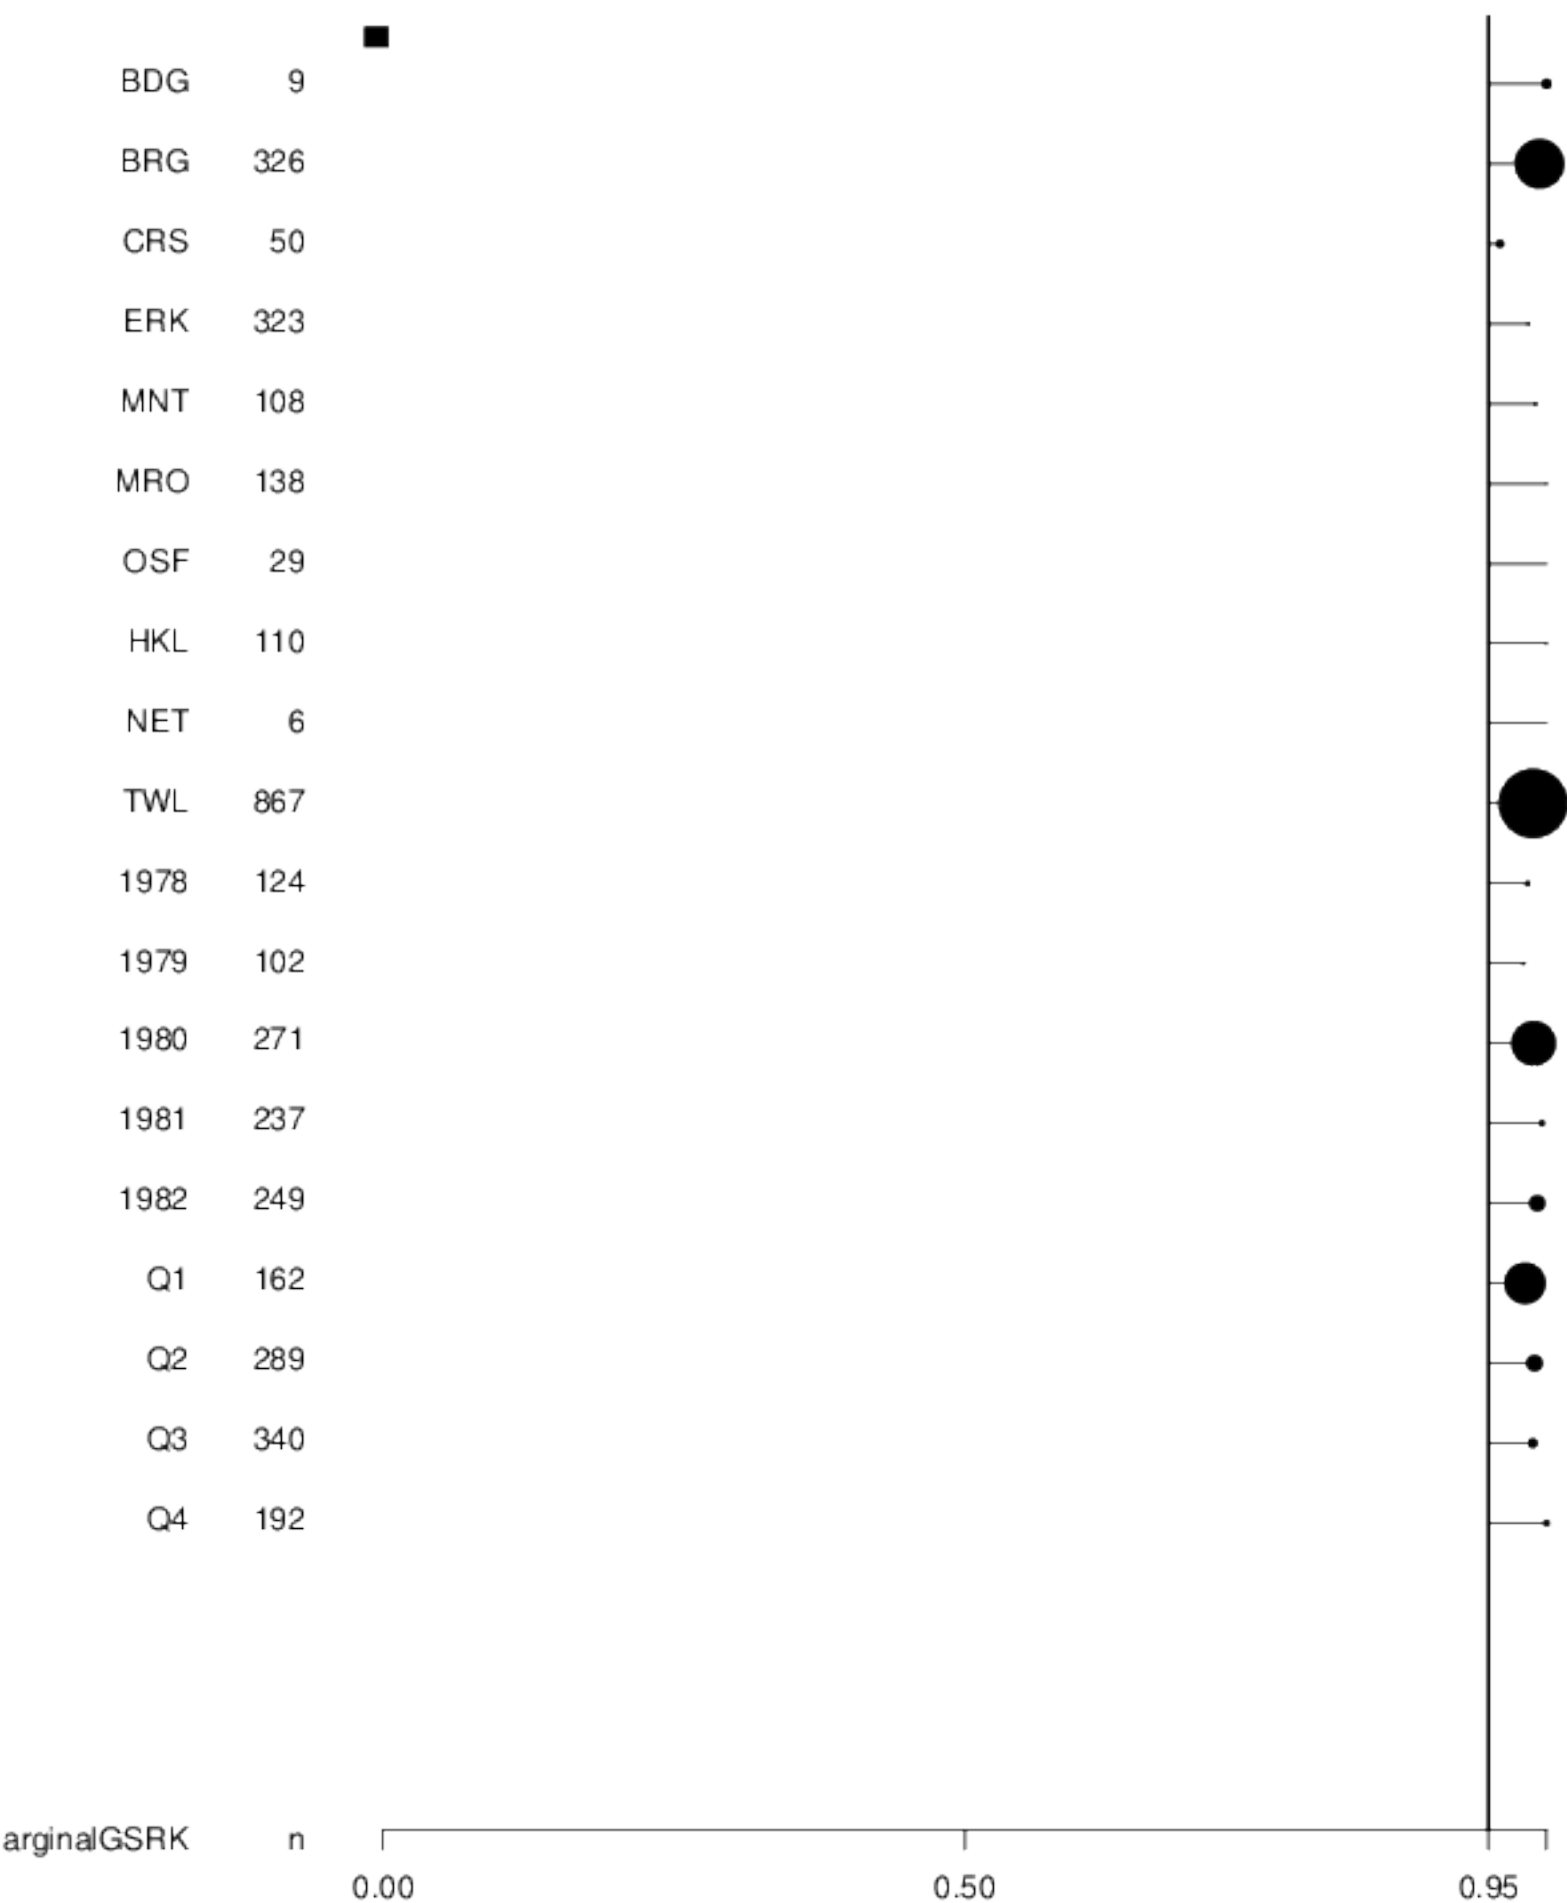 BDG 9
BRG 326
CRS 50
ERK 323
MNT 108
MRO 138
OSF 29
HKL 110
NET 6
TWL 867
1978 124
1979 102
1980 271
1981 237
1982 249
Q1 162
Q2 289
Q3 340
Q4 192
arginalGSRK n
0.00 0.50 0.95